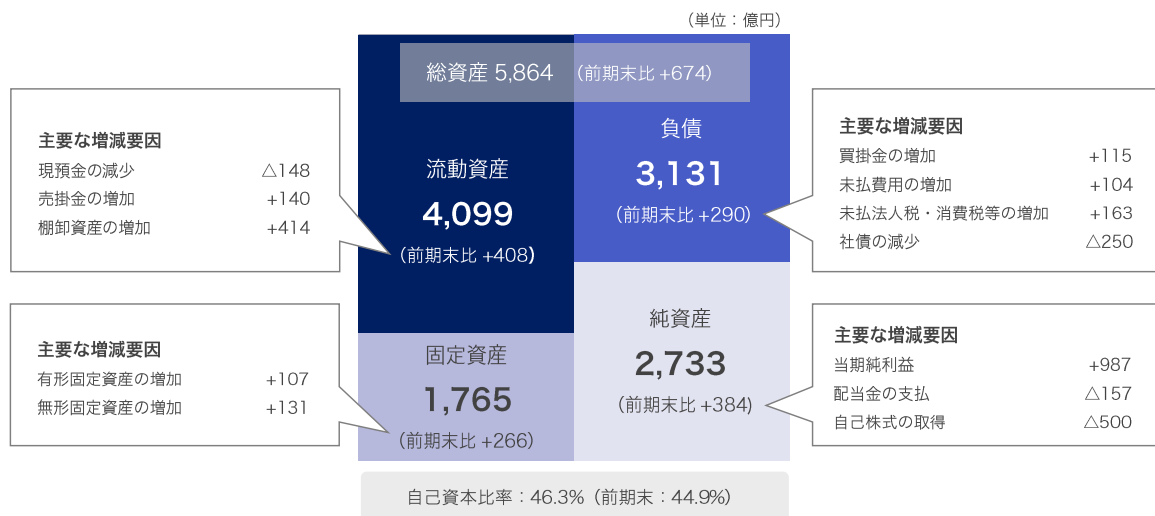 （単位：億円）
総資産 5,864 （前期末比 +674）
主要な増減要因
現預金の減少 △148
売掛金の増加 +140
棚卸資産の増加 +414
流動資産
4,099
（前期末比 +408）
負債
3,131
（前期末比 +290）
主要な増減要因
買掛金の増加 +115
未払費用の増加 +104
未払法人税・消費税等の増加 +163
社債の減少 △250
主要な増減要因
有形固定資産の増加 +107
無形固定資産の増加 +131
固定資産
1,765
（前期末比 +266）
純資産
2,733
（前期末比 +384）
主要な増減要因
当期純利益 +987
配当金の支払 △157
自己株式の取得 △500
自己資本比率：46.3%（前期末：44.9%）